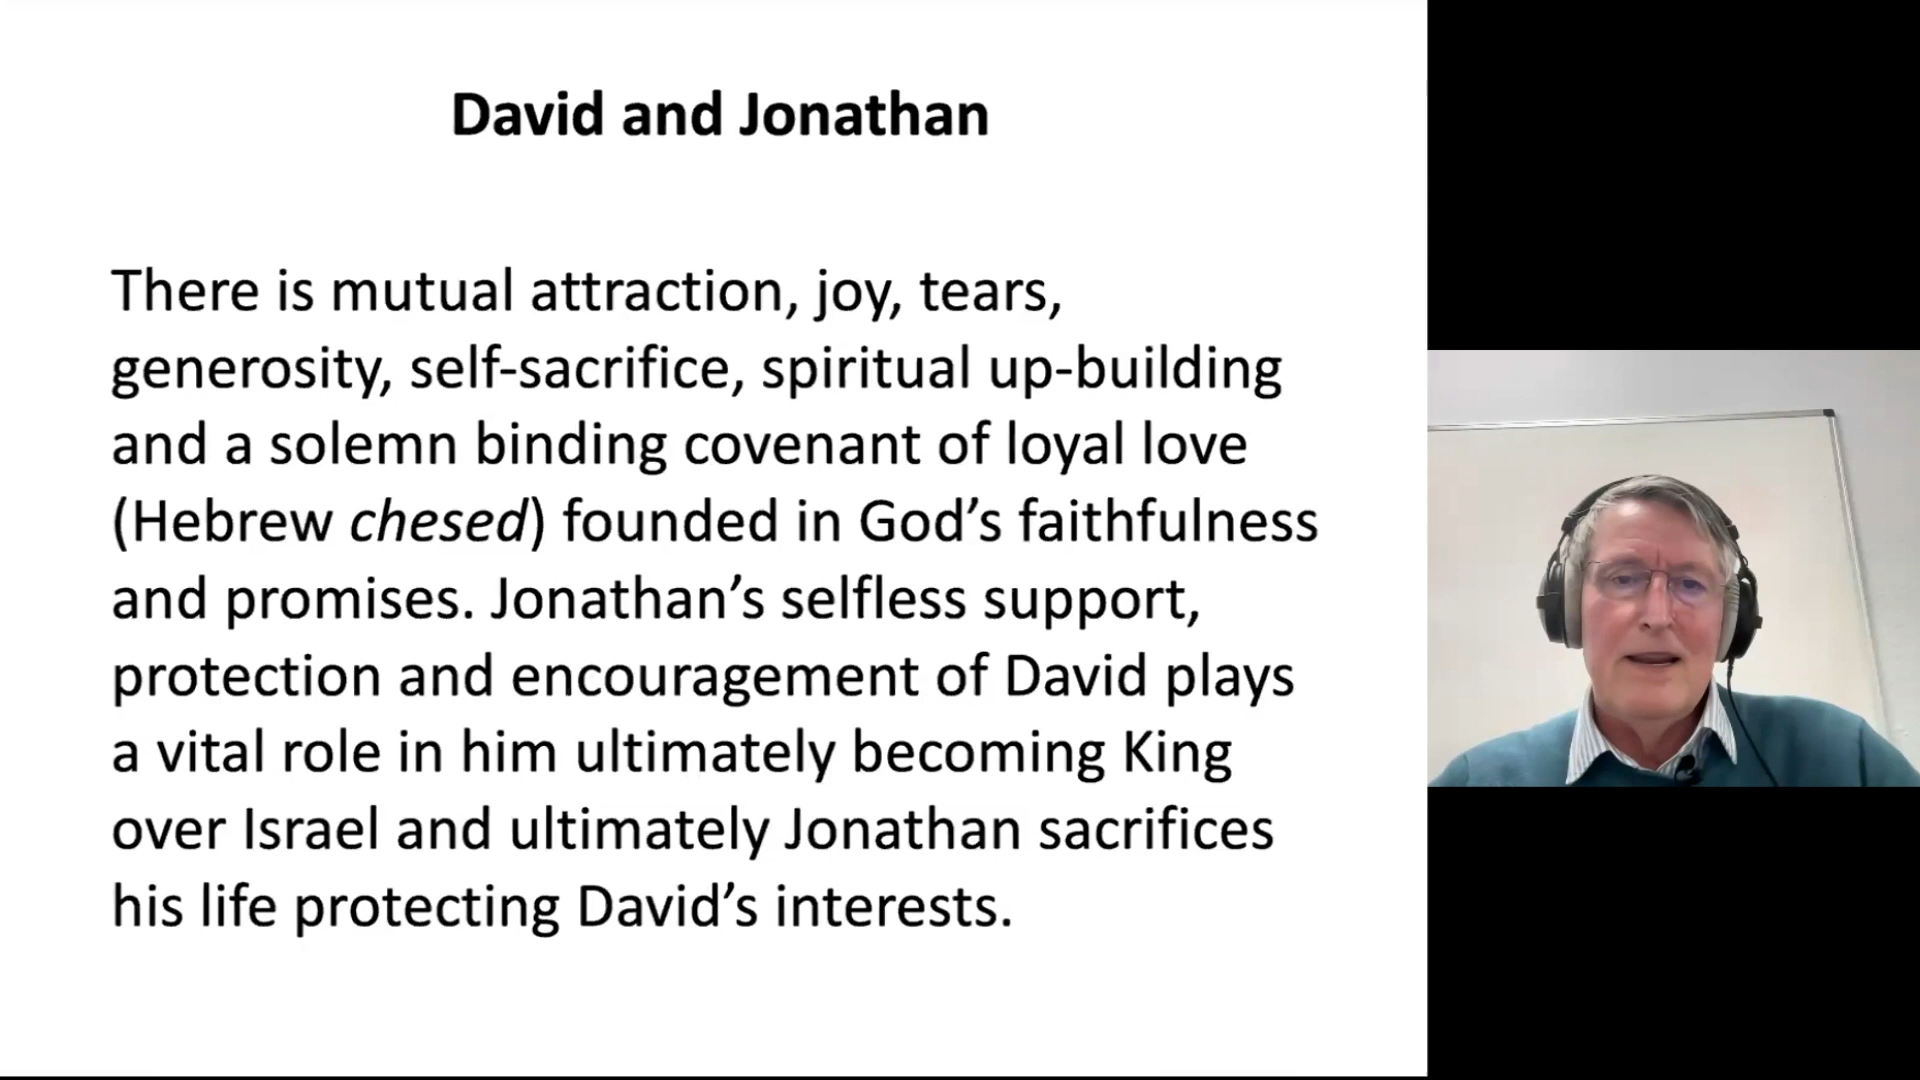 David and Jonathan
There is mutual attraction, joy, tears,
generosity, self-sacrifice, spiritual up-building
and a solemn binding covenant of loyal love
(Hebrew chesed) founded in God’s faithfulness
and promises. Jonathan’s selfless support,
protection and encouragement of David plays
a vital role in him ultimately becoming King
over Israel and ultimately Jonathan sacrifices
his life protecting David’s interests.